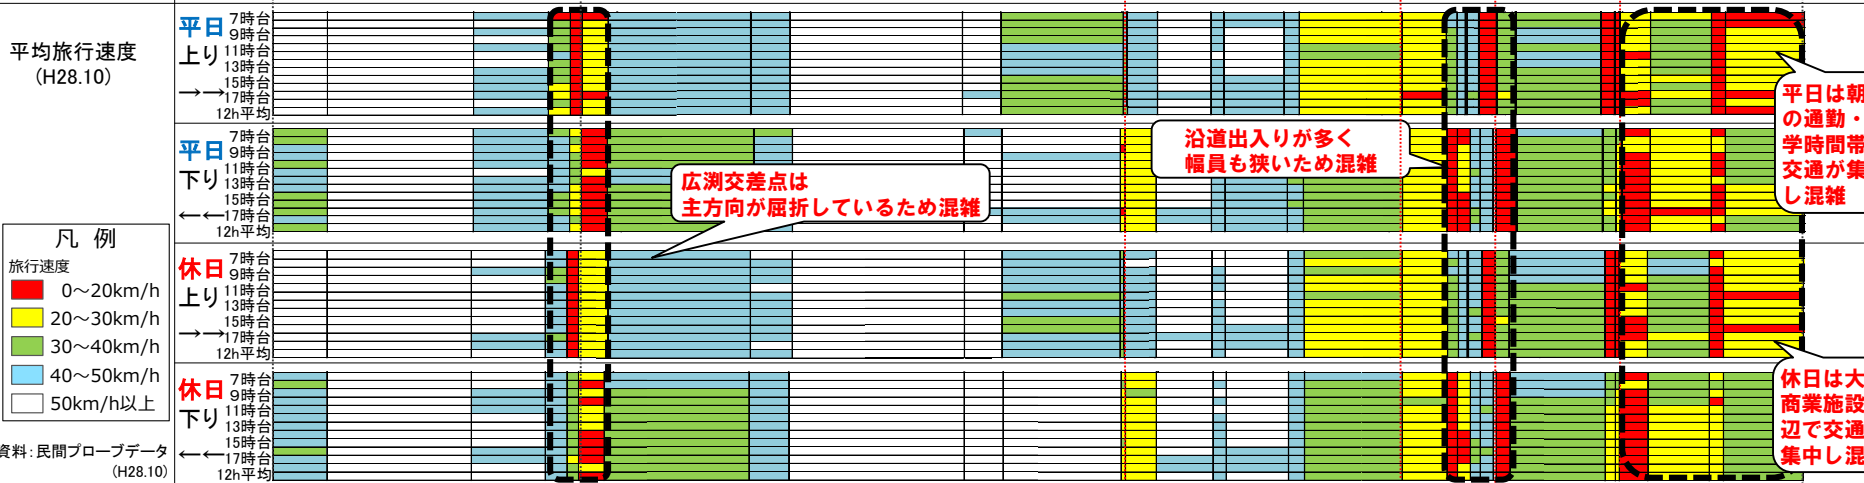 平均旅行速度
(H28.10)
平日
上り
→→
7時台
9時台
11時台
13時台
15時台
17時台
12h平均
平日
下り
←←
7時台
9時台
11時台
13時台
15時台
17時台
12h平均
休日
上り
→→
7時台
9時台
11時台
13時台
15時台
17時台
12h平均
休日
下り
←←
7時台
9時台
11時台
13時台
15時台
17時台
12h平均
広渕交差点は
主方向が屈折しているため混雑
沿道出入りが多く
幅員も狭いため混雑
平日は朝
の通勤・
学時間帯
交通が集
し混雑
休日は大
商業施設
辺で交通
集中し混
凡 例
旅行速度
0～20km/h
20～30km/h
30～40km/h
40～50km/h
50km/h以上
資料：民間プローブデータ
(H28.10)